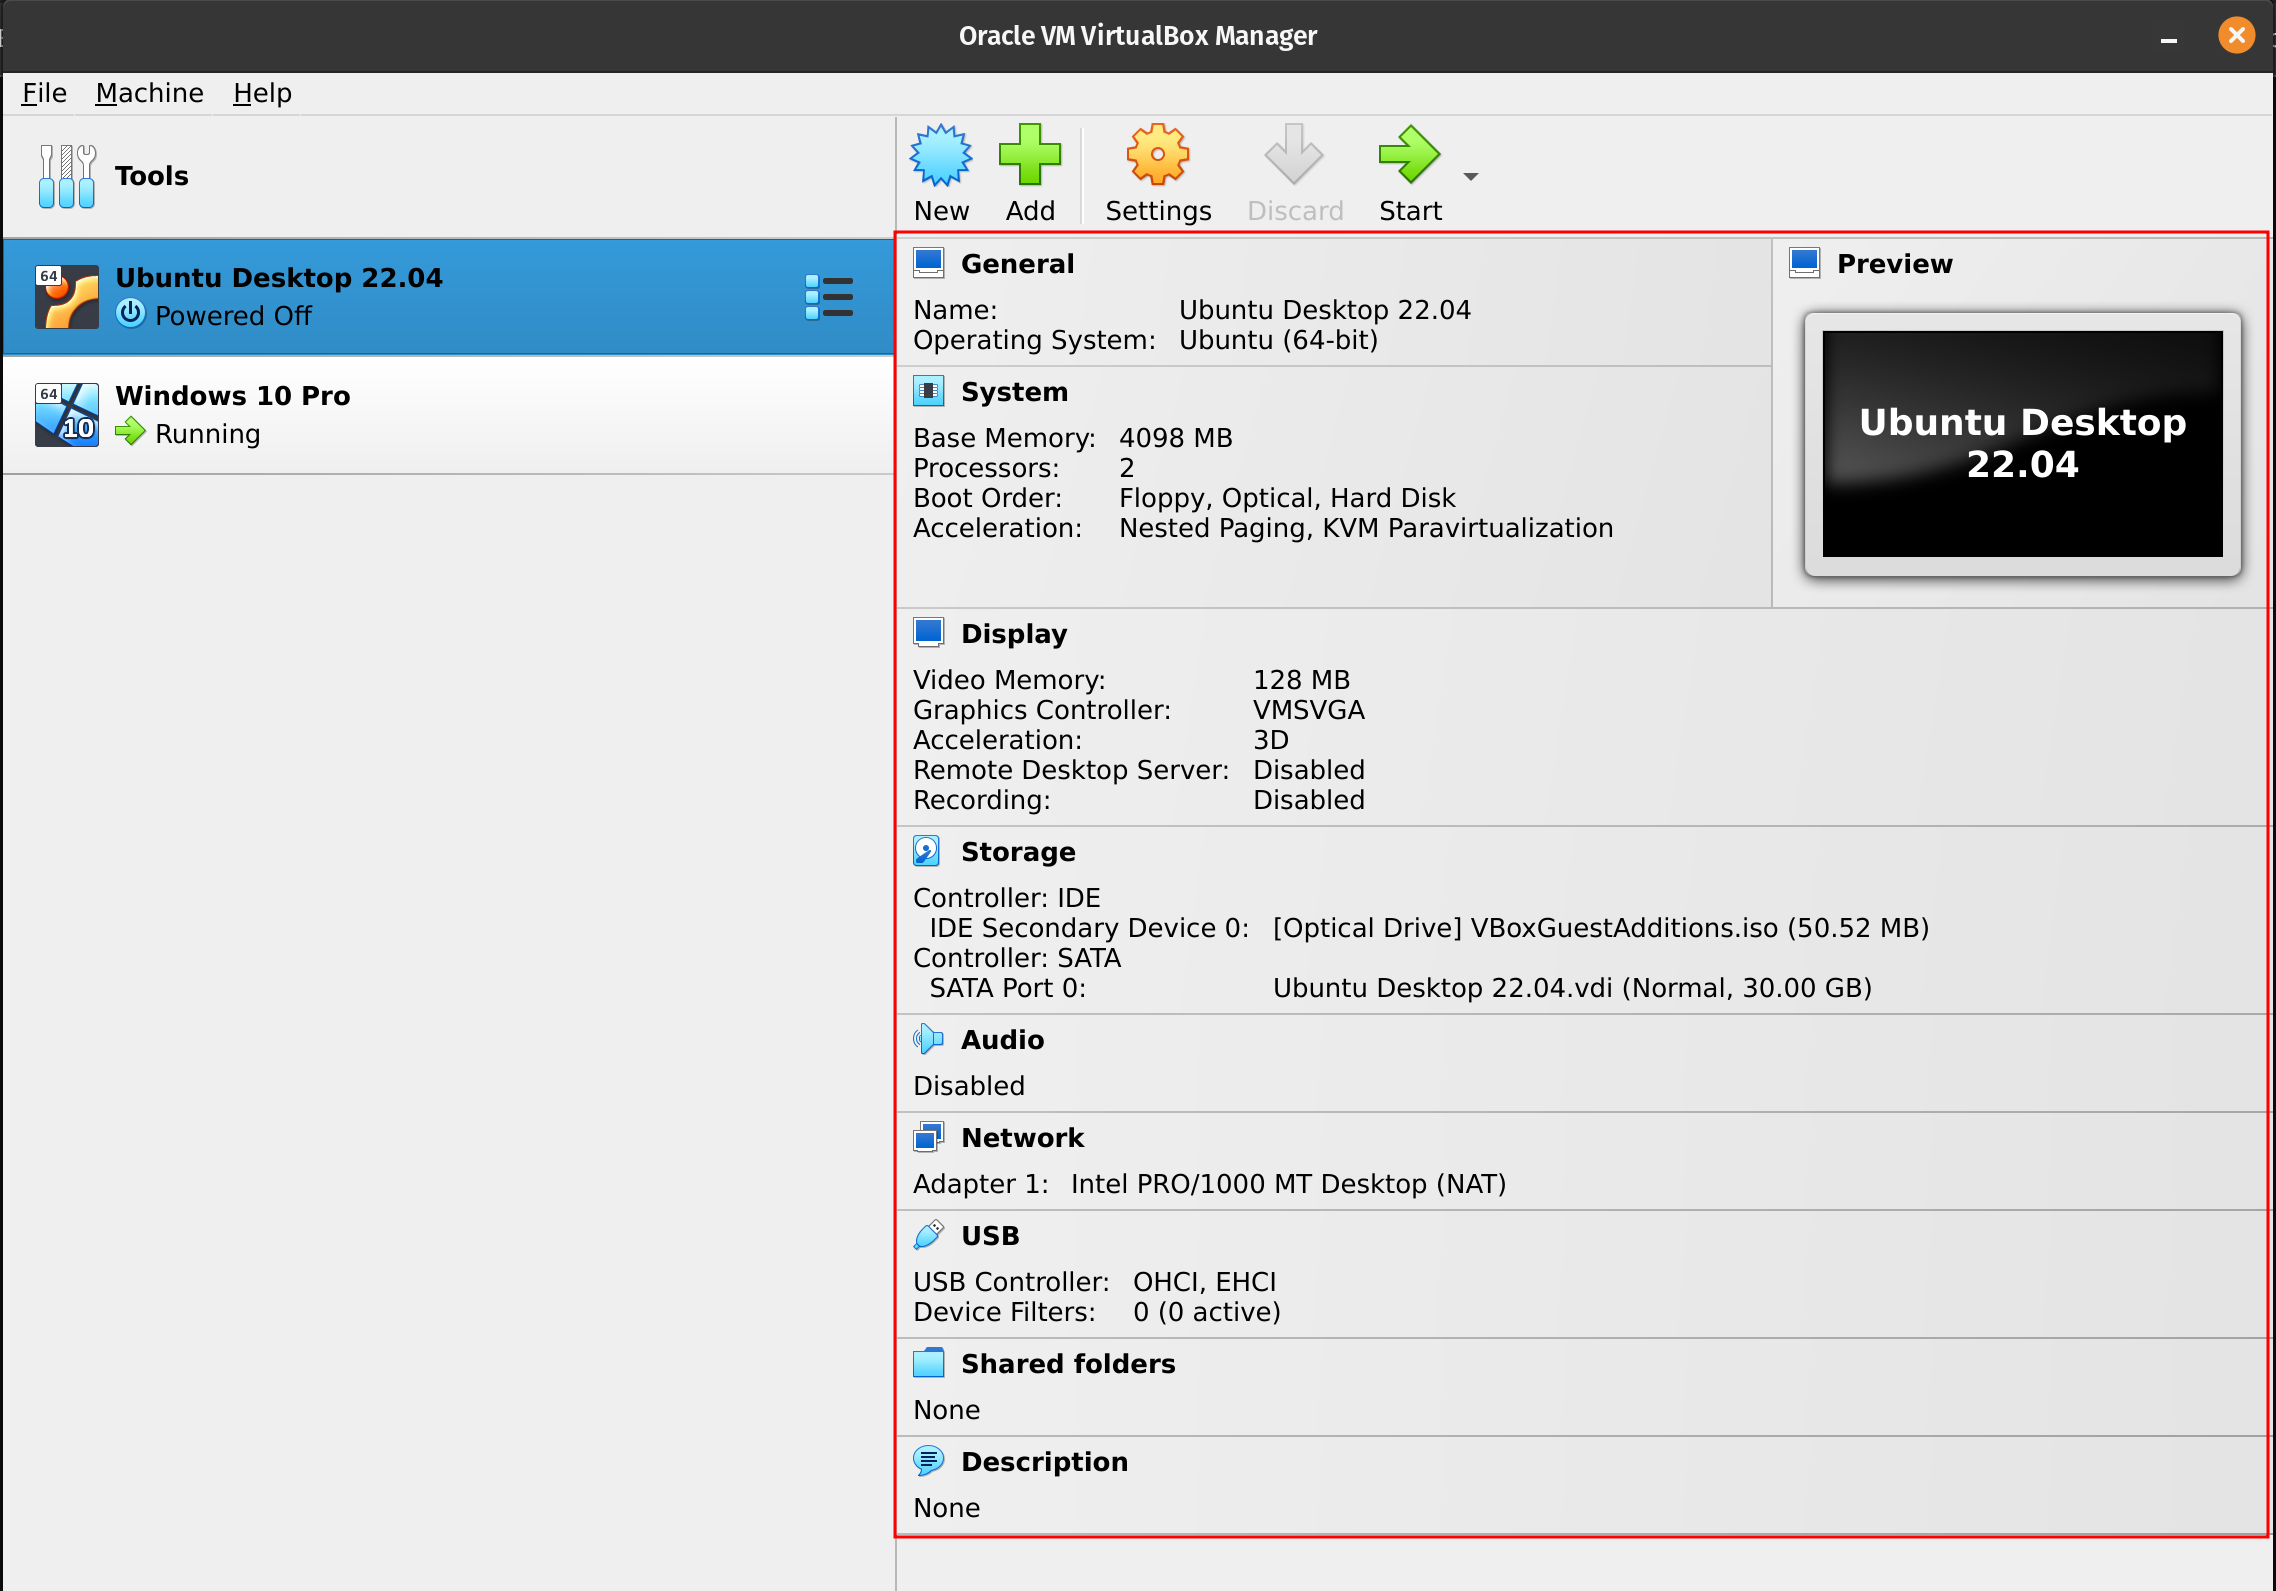 Oracle VM VirtualBox Manager
File Machine Help
Tools
New Add Settings Discard Start
64
Ubuntu Desktop 22.04
Powered Off
64
10
Windows 10 Pro
Running
General
Name: Ubuntu Desktop 22.04
Operating System: Ubuntu (64-bit)
Preview
Ubuntu Desktop
22.04
System
Base Memory: 4098 MB
Processors: 2
Boot Order: Floppy, Optical, Hard Disk
Acceleration: Nested Paging, KVM Paravirtualization
Display
Video Memory: 128 MB
Graphics Controller: VMSVGA
Acceleration: 3D
Remote Desktop Server: Disabled
Recording: Disabled
Storage
Controller: IDE
IDE Secondary Device 0: [Optical Drive] VBoxGuestAdditions.iso (50.52 MB)
Controller: SATA
SATA Port 0: Ubuntu Desktop 22.04.vdi (Normal, 30.00 GB)
Audio
Disabled
Network
Adapter 1: Intel PRO/1000 MT Desktop (NAT)
USB
USB Controller: OHCI, EHCI
Device Filters: 0 (0 active)
Shared folders
None
Description
None